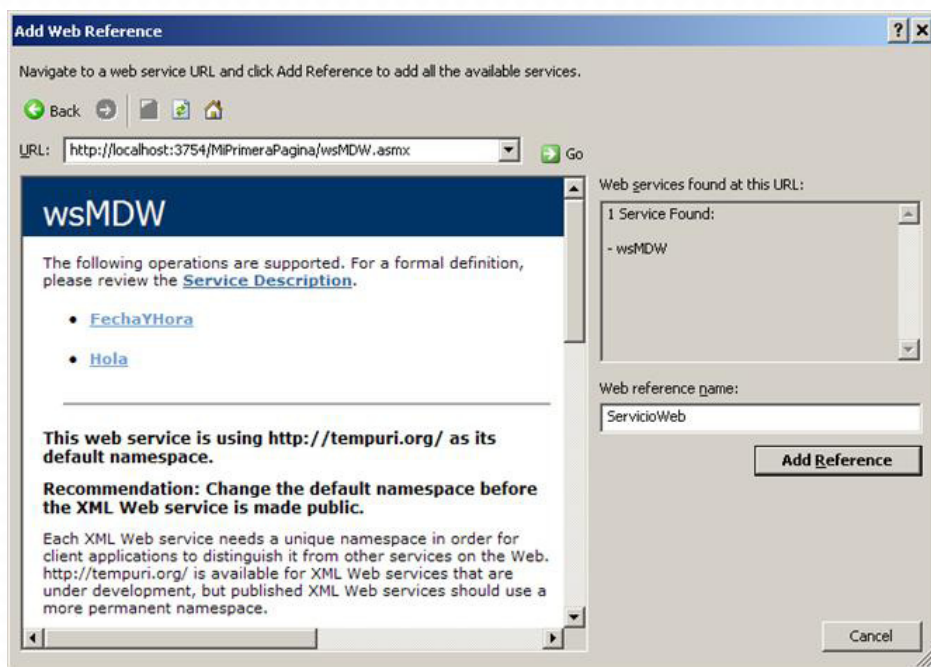 Add Web Reference
Navigate to a web service URL and click Add Reference to add all the available services.
Back
URL: http://localhost:3754/MiPrimeraPagina/wsMDW.asmx Go
wsMDW
The following operations are supported. For a formal definition,
please review the Service Description.
• FechaYHora
• Hola
This web service is using http://tempuri.org/ as its
default namespace.
Recommendation: Change the default namespace before
the XML Web service is made public.
Each XML Web service needs a unique namespace in order for
client applications to distinguish it from other services on the Web.
http://tempuri.org/ is available for XML Web services that are
under development, but published XML Web services should use a
more permanent namespace.
Web services found at this URL:
1 Service Found:
- wsMDW
Web reference name:
ServicioWeb
Add Reference
Cancel